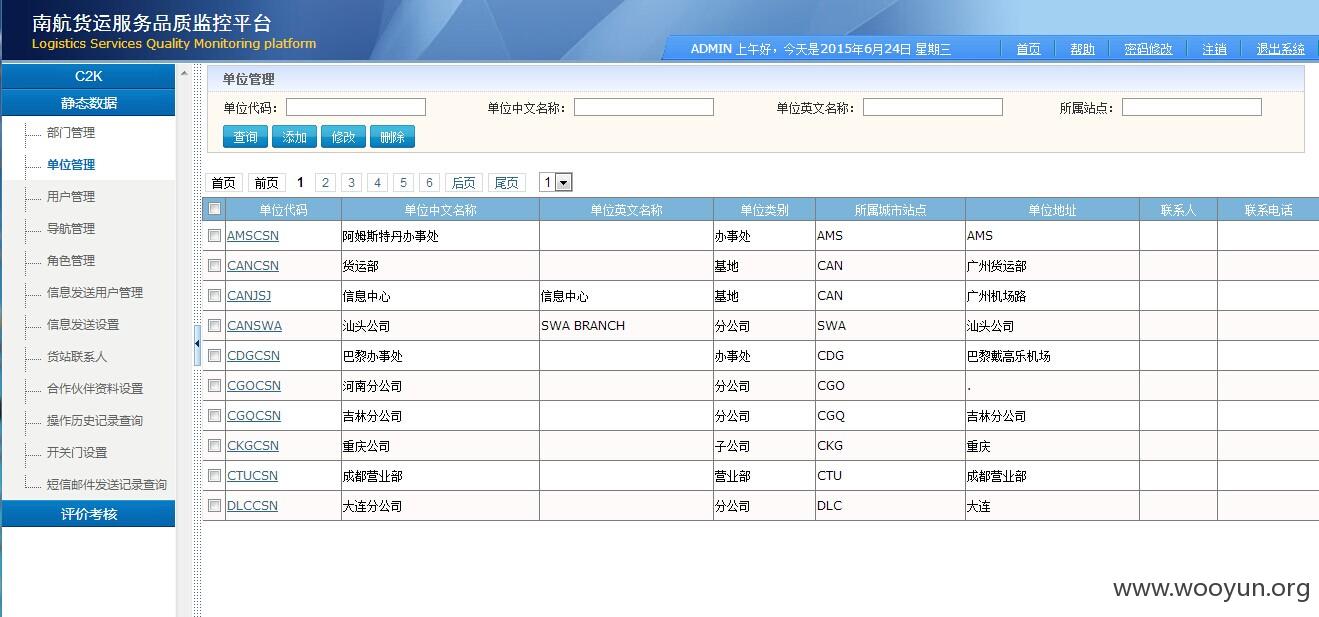 南航货运服务品质监控平台
Logistics Services Quality Monitoring platform
ADMIN 上午好，今天是2015年6月24日 星期三 首页 帮助 密码修改 注销 退出系统
C2K
静态数据
部门管理
单位管理
用户管理
导航管理
角色管理
信息发送用户管理
信息发送设置
货站联系人
合作伙伴资料设置
操作历史记录查询
开关门设置
短信邮件发送记录查询
评价考核
单位管理
单位代码： 单位中文名称： 单位英文名称： 所属站点：
查询 添加 修改 删除
首页 前页 1 2 3 4 5 6 后页 尾页 1
单位代码 单位中文名称 单位英文名称 单位类别 所属城市站点 单位地址 联系人 联系电话
AMSCSN 阿姆斯特丹办事处 办事处 AMS AMS
CANCSN 货运部 基地 CAN 广州货运部
CANJSJ 信息中心 信息中心 基地 CAN 广州机场路
CANSWA 汕头公司 SWA BRANCH 分公司 SWA 汕头公司
CDGCSN 巴黎办事处 办事处 CDG 巴黎戴高乐机场
CGOCSN 河南分公司 分公司 CGO .
CGQCSN 吉林分公司 分公司 CGQ 吉林分公司
CKGCSN 重庆公司 子公司 CKG 重庆
CTUCSN 成都营业部 营业部 CTU 成都营业部
DLCCSN 大连分公司 分公司 DLC 大连
www.wooyun.org